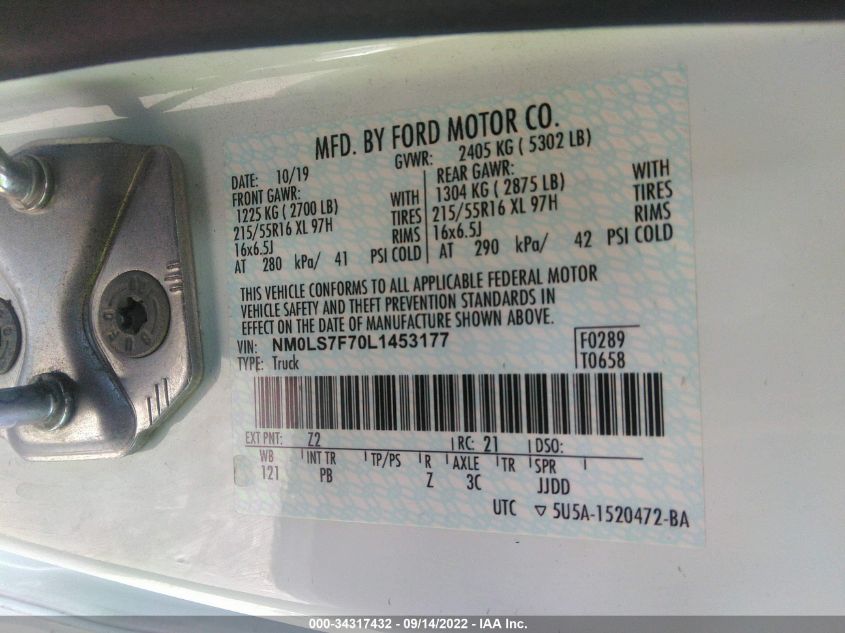 MFD. BY FORD MOTOR CO.
DATE: 10/19 GVWR: 2405 KG ( 5302 LB)
FRONT GAWR: WITH REAR GAWR: WITH
1225 KG ( 2700 LB) TIRES 1304 KG ( 2875 LB) TIRES
215/55R16 XL 97H RIMS 215/55R16 XL 97H RIMS
16x6.5J 16x6.5J
AT 280 kPa/ 41 PSI COLD AT 290 kPa/ 42 PSI COLD
THIS VEHICLE CONFORMS TO ALL APPLICABLE FEDERAL MOTOR
VEHICLE SAFETY AND THEFT PREVENTION STANDARDS IN
EFFECT ON THE DATE OF MANUFACTURE SHOWN ABOVE.
VIN: NM0LS7F70L1453177 F0289
TYPE: Truck T0658
EXT PNT: Z2 RC: 21 DSO:
WB INT TR TP/PS R AXLE TR SPR
121 PB Z 3C JJDD
UTC ▽ 5U5A-1520472-BA
000-34317432 - 09/14/2022 - IAA Inc.